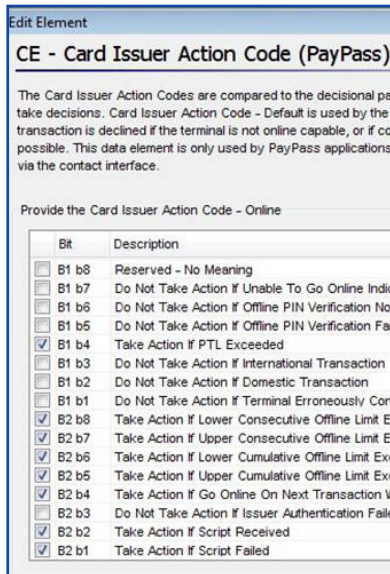 Edit Element
CE - Card Issuer Action Code (PayPass)
The Card Issuer Action Codes are compared to the decisional
take decisions. Card Issuer Action Code - Default is used by the
transaction is declined if the terminal is not online capable, or if
possible. This data element is only used by PayPass applications
via the contact interface.
Provide the Card Issuer Action Code - Online
Bit Description
B1 b8 Reserved - No Meaning
B1 b7 Do Not Take Action If Unable To Go Online
B1 b6 Do Not Take Action If Offline PIN Verification
B1 b5 Do Not Take Action If Offline PIN Verification
B1 b4 Take Action If PTL Exceeded
B1 b3 Do Not Take Action If International Transaction
B1 b2 Do Not Take Action If Domestic Transaction
B1 b1 Do Not Take Action If Terminal Erroneously
B2 b8 Take Action If Lower Consecutive Offline Limit
B2 b7 Take Action If Upper Consecutive Offline Limit
B2 b6 Take Action If Lower Cumulative Offline Limit
B2 b5 Take Action If Upper Cumulative Offline Limit
B2 b4 Take Action If Go Online On Next Transaction
B2 b3 Do Not Take Action If Issuer Authentication
B2 b2 Take Action If Script Received
B2 b1 Take Action If Script Failed